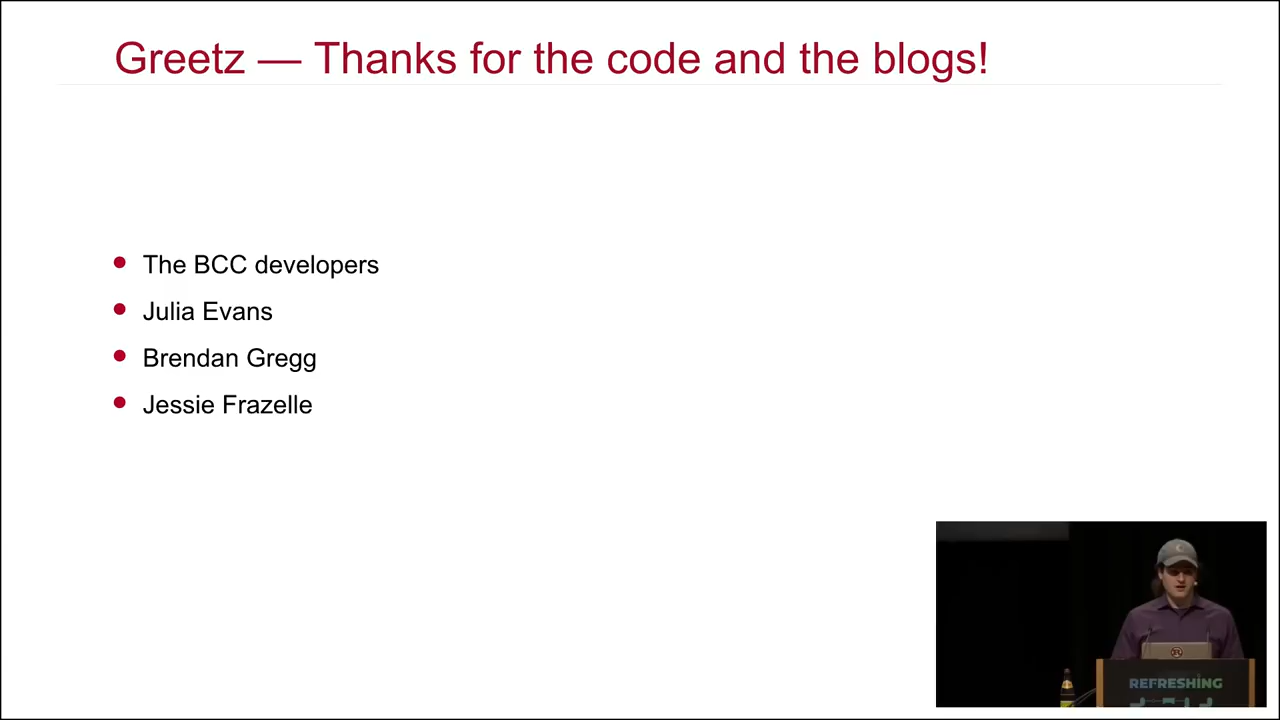 Greetz — Thanks for the code and the blogs!
The BCC developers
Julia Evans
Brendan Gregg
Jessie Frazelle
REFRESHING